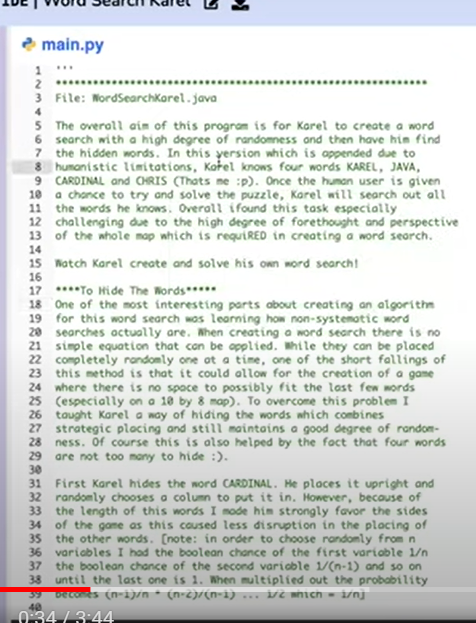 IDE | Word Search Karel
main.py
1 '''
2 ************************************************************
3 File: WordSearchKarel.java
4
5 The overall aim of this program is for Karel to create a word
6 search with a high degree of randomness and then have him find
7 the hidden words. In this version which is appended due to
8 humanistic limitations, Karel knows four words KAREL, JAVA,
9 CARDINAL and CHRIS (Thats me :p). Once the human user is given
10 a chance to try and solve the puzzle, Karel will search out all
11 the words he knows. Overall ifound this task especially
12 challenging due to the high degree of forethought and perspective
13 of the whole map which is requiRED in creating a word search.
14
15 Watch Karel create and solve his own word search!
16
17 ****To Hide The Words*****
18 One of the most interesting parts about creating an algorithm
19 for this word search was learning how non-systematic word
20 searches actually are. When creating a word search there is no
21 simple equation that can be applied. While they can be placed
22 completely randomly one at a time, one of the short fallings of
23 this method is that it could allow for the creation of a game
24 where there is no space to possibly fit the last few words
25 (especially on a 10 by 8 map). To overcome this problem I
26 taught Karel a way of hiding the words which combines
27 strategic placing and still maintains a good degree of random-
28 ness. Of course this is also helped by the fact that four words
29 are not too many to hide :).
30
31 First Karel hides the word CARDINAL. He places it upright and
32 randomly chooses a column to put it in. However, because of
33 the length of this words I made him strongly favor the sides
34 of the game as this caused less disruption in the placing of
35 the other words. [note: in order to choose randomly from n
36 variables I had the boolean chance of the first variable 1/n
37 the boolean chance of the second variable 1/(n-1) and so on
38 until the last one is 1. When multiplied out the probability
39 becomes (n-1)/n * (n-2)/(n-1) ... 1/2 which = 1/n]
40
0:34 / 3:44